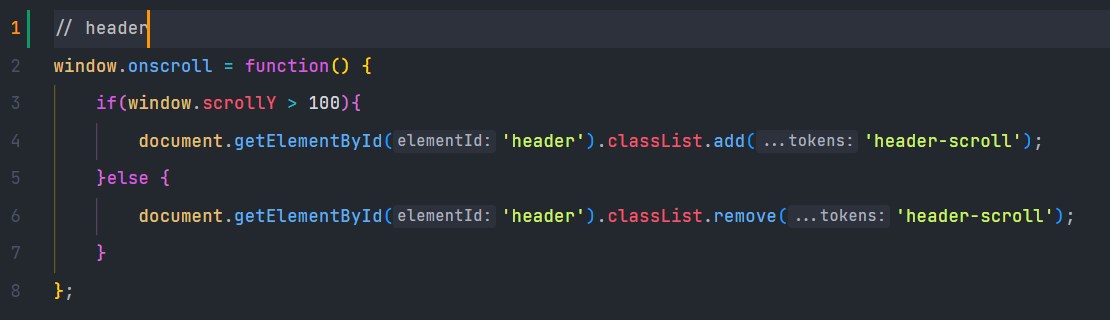 1 // header
2 window.onscroll = function() {
3 if(window.scrollY > 100){
4 document.getElementById( elementId: 'header').classList.add( ...tokens: 'header-scroll');
5 }else {
6 document.getElementById( elementId: 'header').classList.remove( ...tokens: 'header-scroll');
7 }
8 };